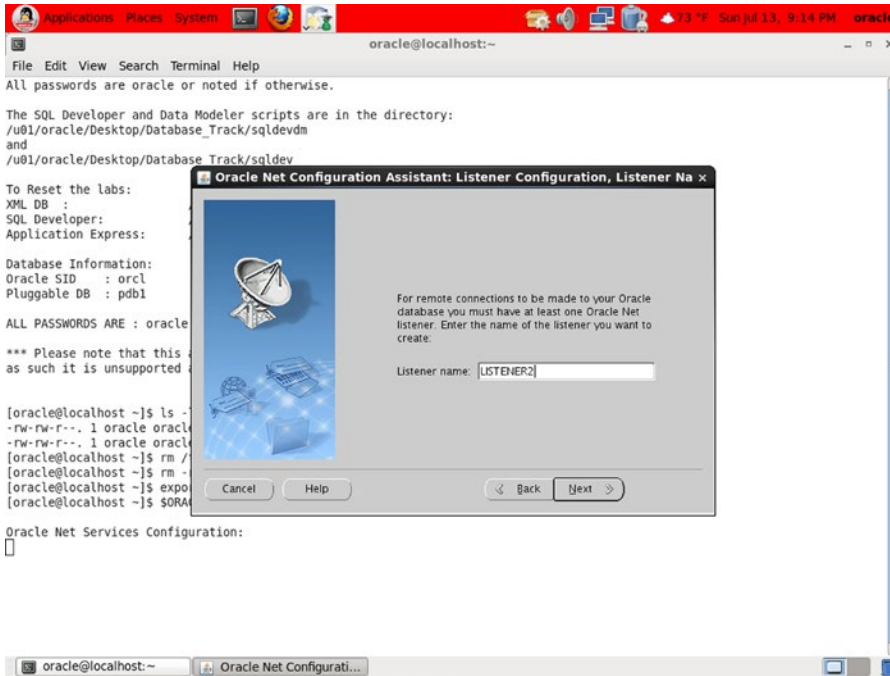 Applications Places System
73 °F Sun Jul 13, 9:14 PM oracle
oracle@localhost:~
File Edit View Search Terminal Help
All passwords are oracle or noted if otherwise.
The SQL Developer and Data Modeler scripts are in the directory:
/u01/oracle/Desktop/Database_Track/sqldevdm
and
/u01/oracle/Desktop/Database_Track/sqldev
To Reset the labs:
XML DB :
SQL Developer:
Application Express:
Database Information:
Oracle SID : orcl
Pluggable DB : pdb1
ALL PASSWORDS ARE : oracle
*** Please note that this
as such it is unsupported
[oracle@localhost ~]$ ls -
-rw-rw-r--. 1 oracle oracle
-rw-rw-r--. 1 oracle oracle
[oracle@localhost ~]$ rm /
[oracle@localhost ~]$ rm -
[oracle@localhost ~]$ expo
[oracle@localhost ~]$ $ORA
Oracle Net Services Configuration:
Oracle Net Configuration Assistant: Listener Configuration, Listener Na
For remote connections to be made to your Oracle
database you must have at least one Oracle Net
listener. Enter the name of the listener you want to
create:
Listener name: LISTENER2
Cancel Help Back Next
oracle@localhost:~ Oracle Net Configurati...